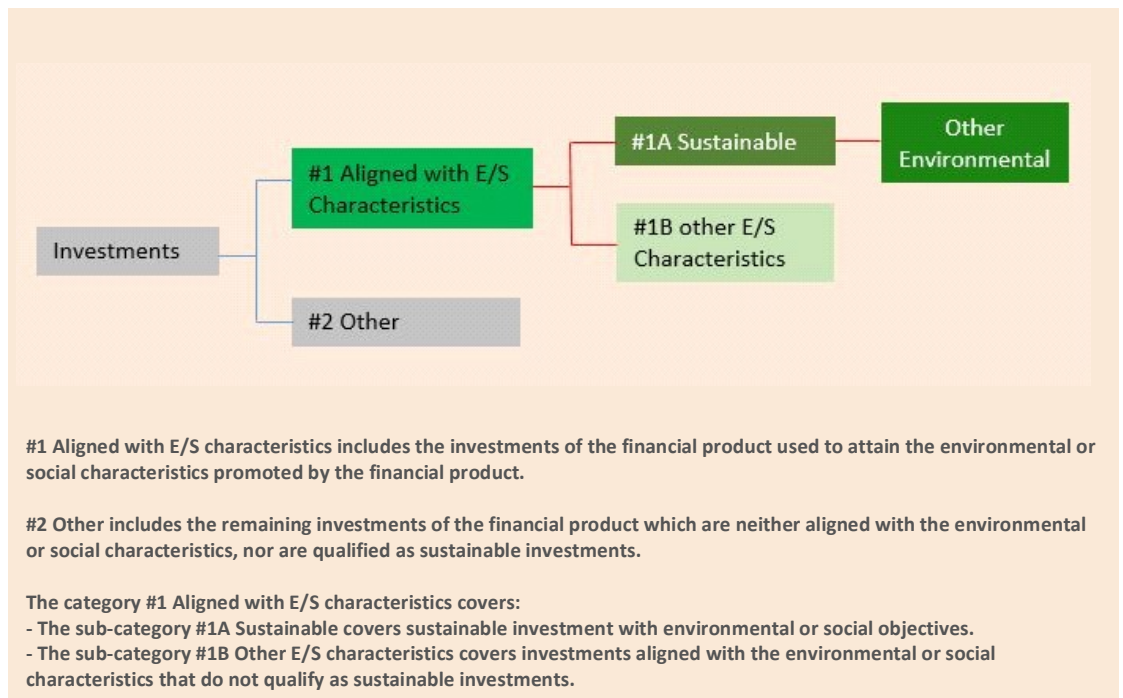 Other
Environmental
#1A Sustainable
#1 Aligned with E/S
Characteristics
#1B other E/S
Characteristics
Investments
#2 Other
#1 Aligned with E/S characteristics includes the investments of the financial product used to attain the environmental or
social characteristics promoted by the financial product.
#2 Other includes the remaining investments of the financial product which are neither aligned with the environmental
or social characteristics, nor are qualified as sustainable investments.
The category #1 Aligned with E/S characteristics covers:
- The sub-category #1A Sustainable covers sustainable investment with environmental or social objectives.
- The sub-category #1B Other E/S characteristics covers investments aligned with the environmental or social
characteristics that do not qualify as sustainable investments.